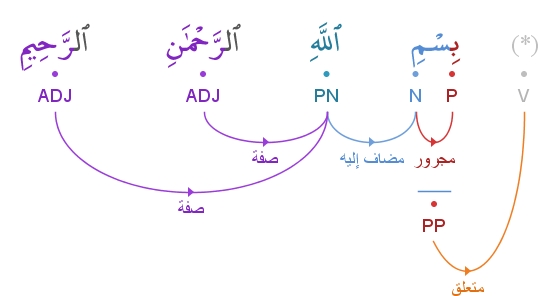 (*) بِسْمِ ٱللَّهِ ٱلرَّحْمَٰنِ ٱلرَّحِيمِ
V P N PN ADJ ADJ
مجرور مضاف إليه صفة
صفة
PP
متعلق